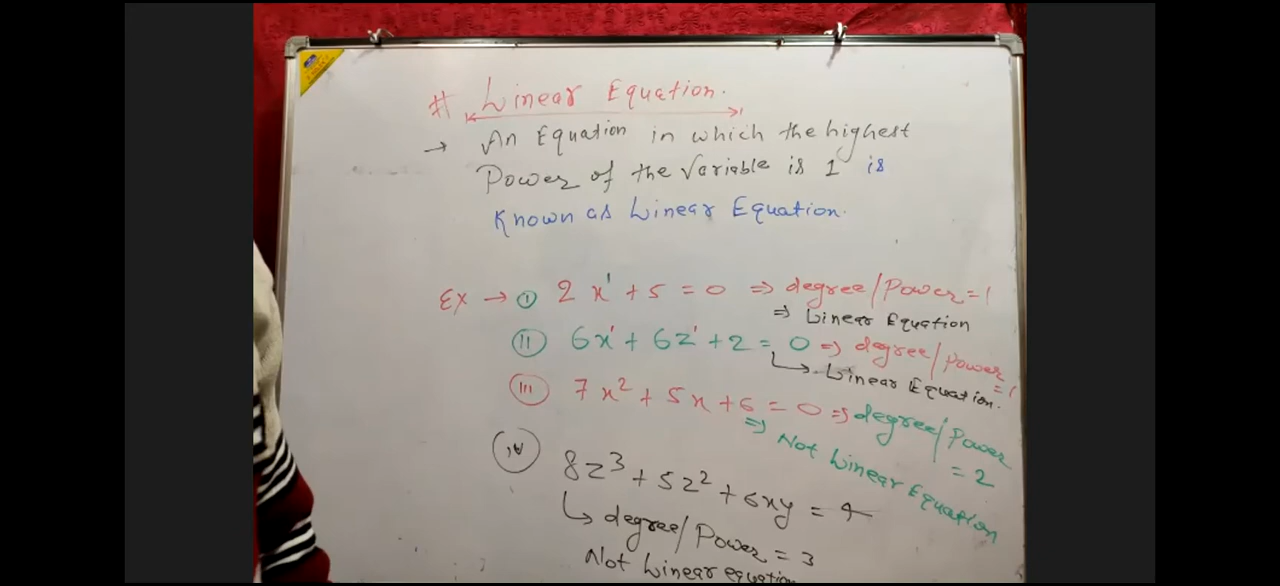 # Linear Equation.
→ An Equation in which the highest
Power of the Variable is 1 is
Known as Linear Equation.
Ex → (i) 2x¹ + 5 = 0 ⇒ degree/Power = 1
⇒ Linear Equation
(ii) 6x¹ + 6z¹ + 2 = 0 ⇒ degree/Power = 1
↳ Linear Equation.
(iii) 7x² + 5x + 6 = 0 ⇒ degree/Power = 2
⇒ Not Linear Equation
(iv) 8z³ + 5z² + 6xy = 4
↳ degree/Power = 3
Not Linear equation